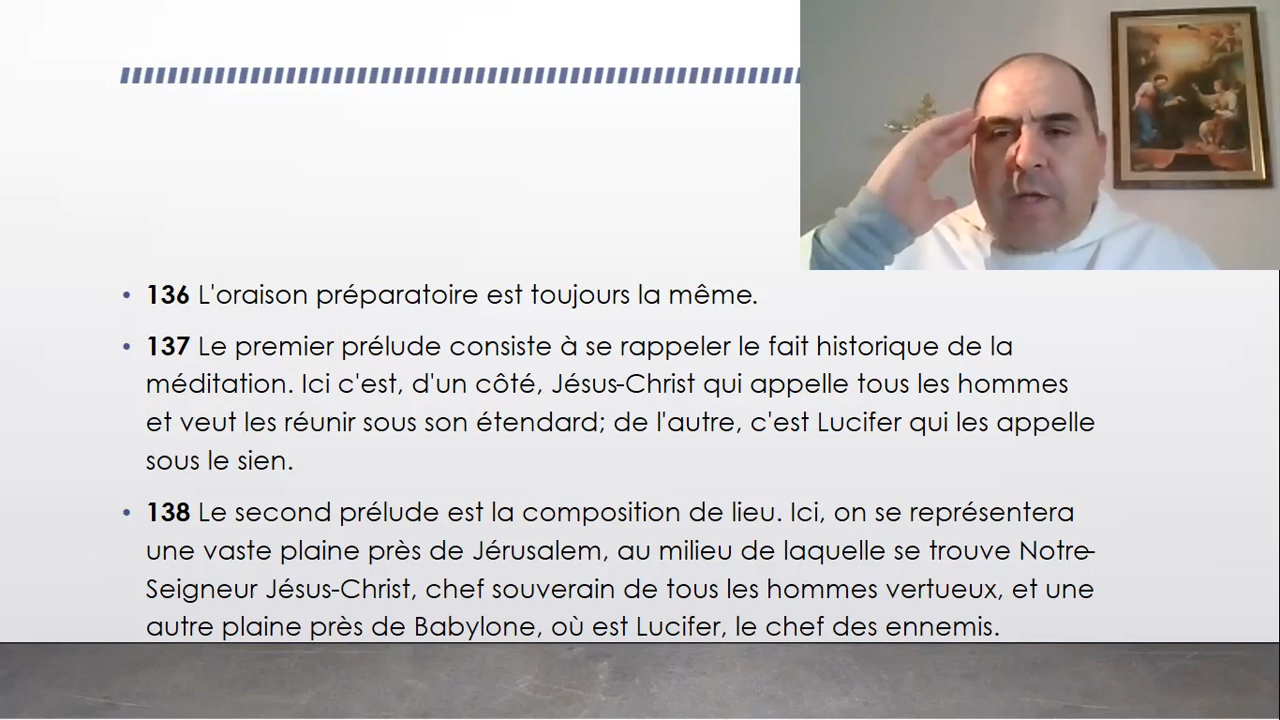 • 136 L'oraison préparatoire est toujours la même.
• 137 Le premier prélude consiste à se rappeler le fait historique de la
méditation. Ici c'est, d'un côté, Jésus-Christ qui appelle tous les hommes
et veut les réunir sous son étendard; de l'autre, c'est Lucifer qui les appelle
sous le sien.
• 138 Le second prélude est la composition de lieu. Ici, on se représentera
une vaste plaine près de Jérusalem, au milieu de laquelle se trouve Notre-
Seigneur Jésus-Christ, chef souverain de tous les hommes vertueux, et une
autre plaine près de Babylone, où est Lucifer, le chef des ennemis.